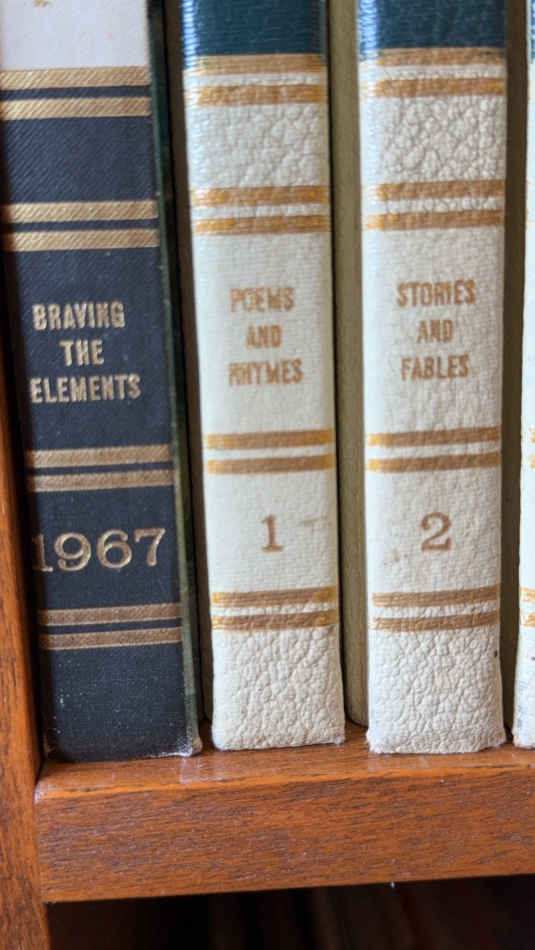 BRAVING
THE
ELEMENTS
1967
POEMS
AND
RHYMES
1
STORIES
AND
FABLES
2